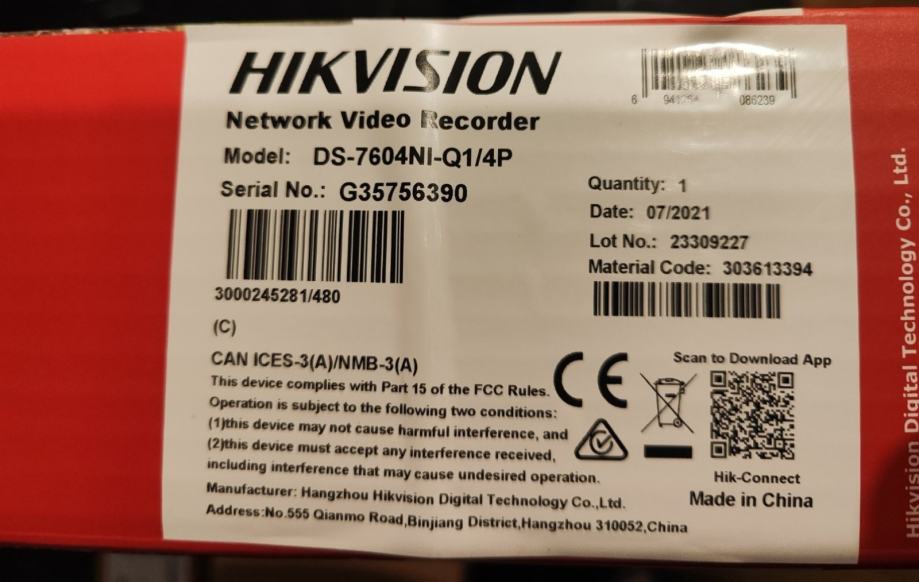 HIKVISION
Network Video Recorder
Model: DS-7604NI-Q1/4P
Serial No.: G35756390
3000245281/480
(C)
6 086239
Quantity: 1
Date: 07/2021
Lot No.: 23309227
Material Code: 303613394
CAN ICES-3(A)/NMB-3(A)
This device complies with Part 15 of the FCC Rules.
Operation is subject to the following two conditions:
(1)this device may not cause harmful interference, and
(2)this device must accept any interference received,
including interference that may cause undesired operation.
Manufacturer: Hangzhou Hikvision Digital Technology Co.,Ltd.
Address:No.555 Qianmo Road,Binjiang District,Hangzhou 310052,China
CE
Scan to Download App
Hik-Connect
Made in China
Hikvision Digital Technology Co., Ltd.